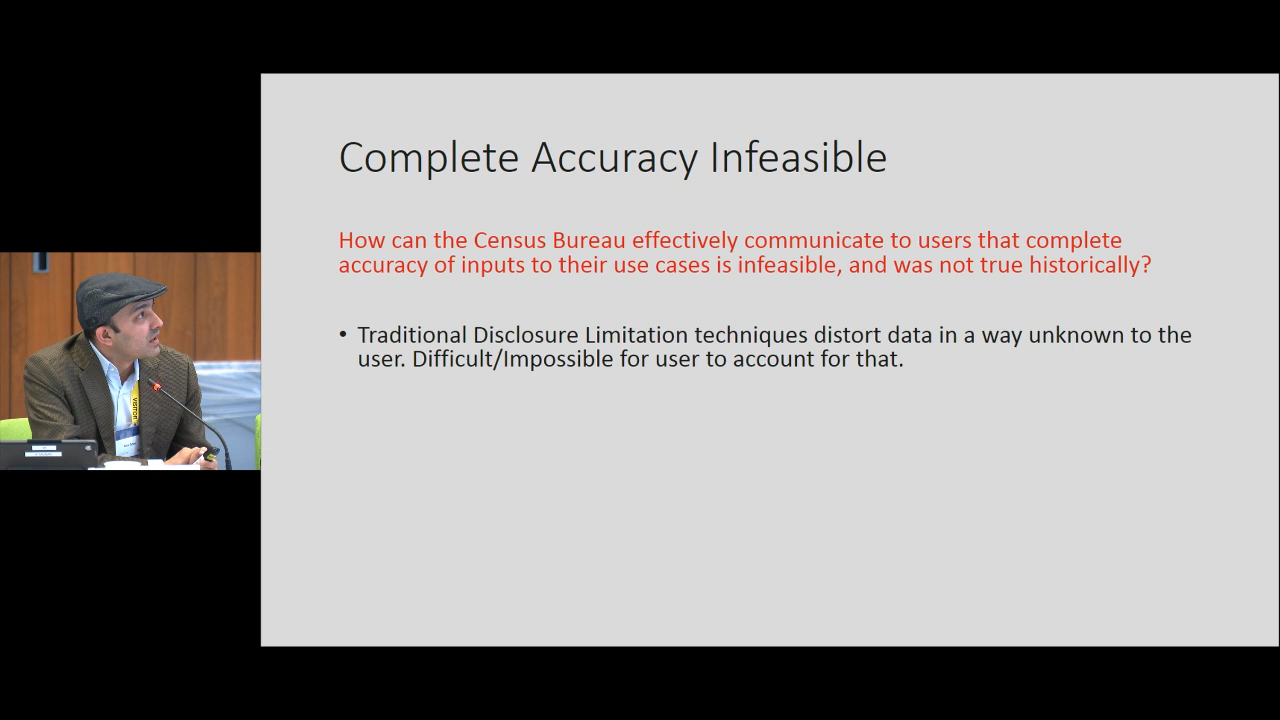 Complete Accuracy Infeasible
How can the Census Bureau effectively communicate to users that complete
accuracy of inputs to their use cases is infeasible, and was not true historically?
• Traditional Disclosure Limitation techniques distort data in a way unknown to the
user. Difficult/Impossible for user to account for that.
VISITOR